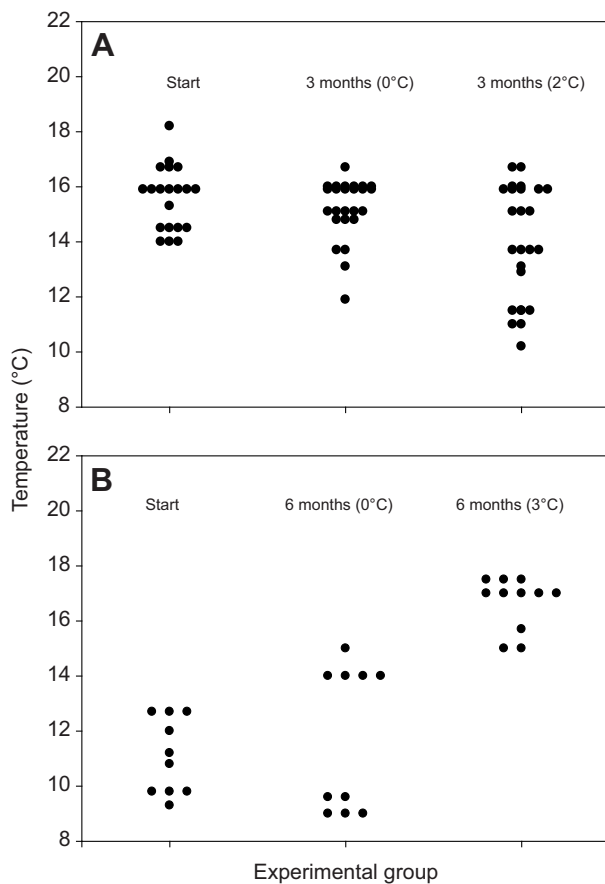 22
A
20
Start 3 months (0°C) 3 months (2°C)
18
16
14
12
10
8
Temperature (°C)
22
B
20
Start 6 months (0°C) 6 months (3°C)
18
16
14
12
10
8
Experimental group